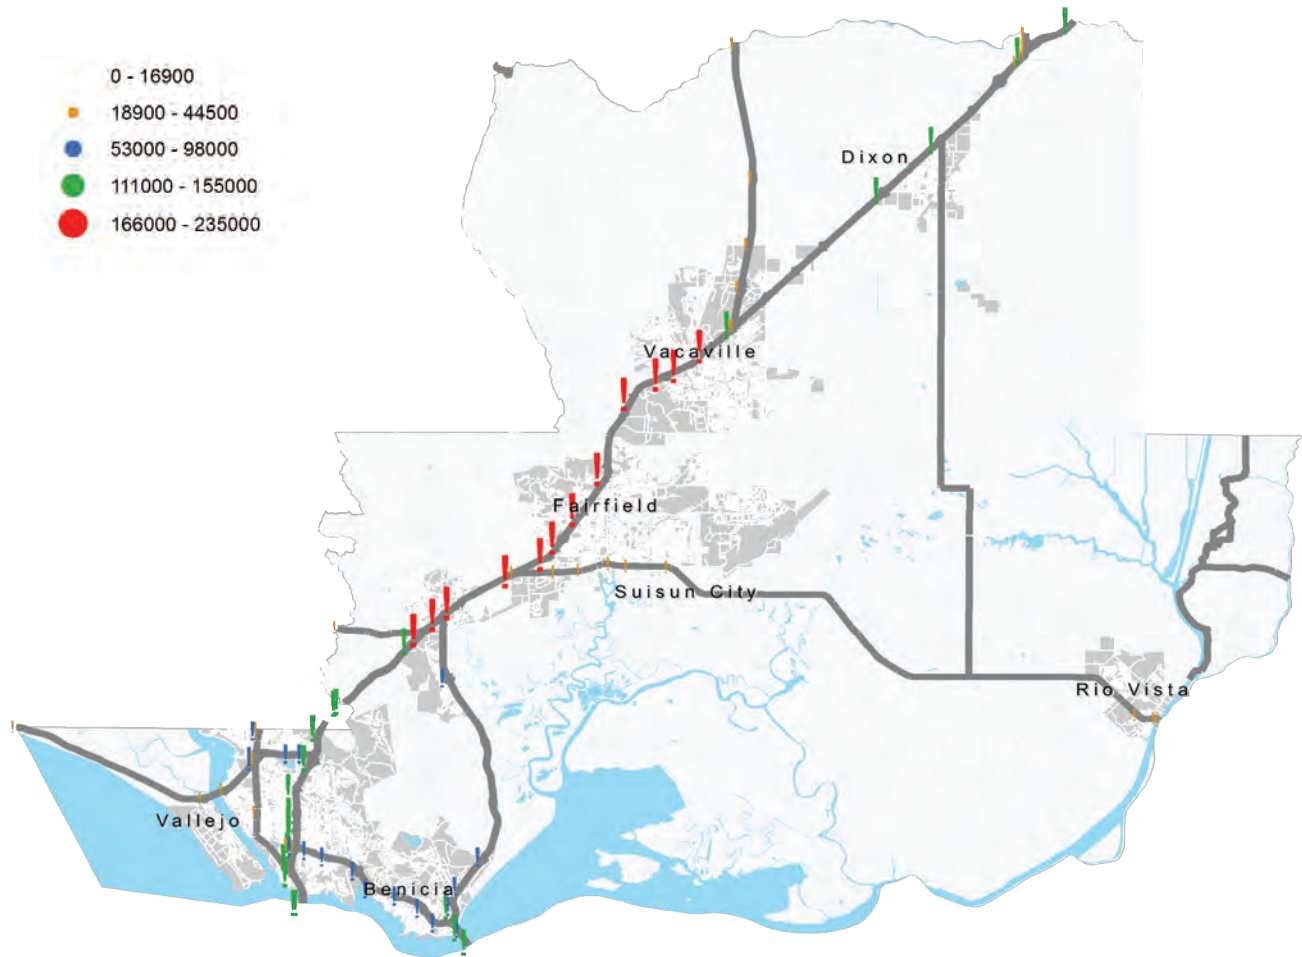 0 - 16900
18900 - 44500
53000 - 98000
111000 - 155000
166000 - 235000
Dixon
Vacaville
Fairfield
Suisun City
Rio Vista
Vallejo
Benicia